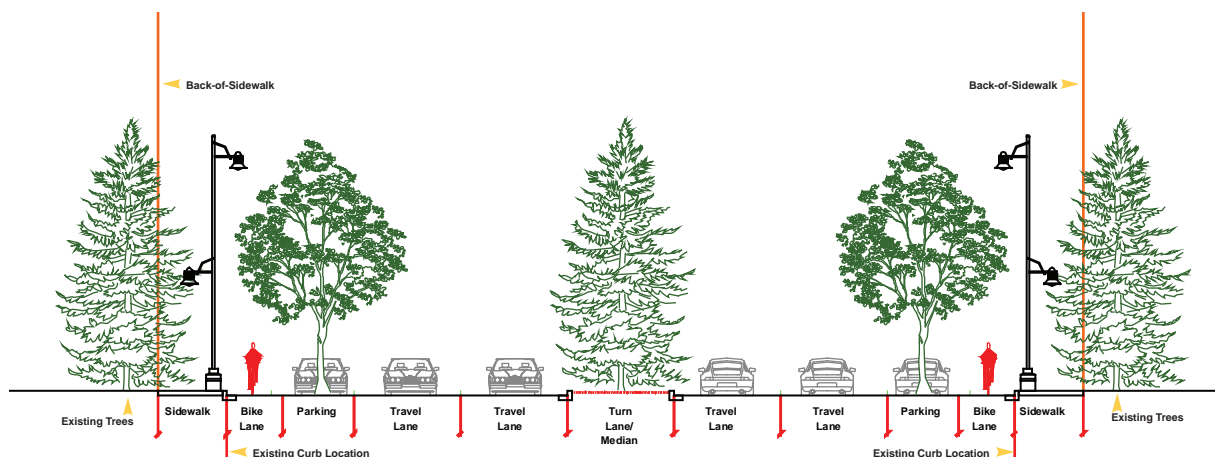 Back-of-Sidewalk
Back-of-Sidewalk
Existing Trees
Sidewalk
Bike
Lane
Parking
Travel
Lane
Travel
Lane
Turn
Lane/
Median
Travel
Lane
Travel
Lane
Parking
Bike
Lane
Sidewalk
Existing Trees
Existing Curb Location
Existing Curb Location